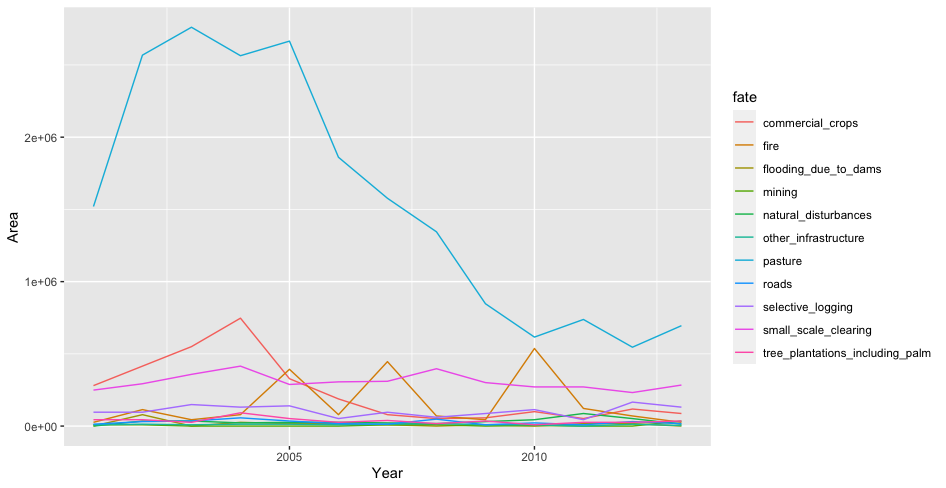 2e+06
1e+06
0e+00
Area
2005
2010
Year
fate
commercial_crops
fire
flooding_due_to_dams
mining
natural_disturbances
other_infrastructure
pasture
roads
selective_logging
small_scale_clearing
tree_plantations_including_palm